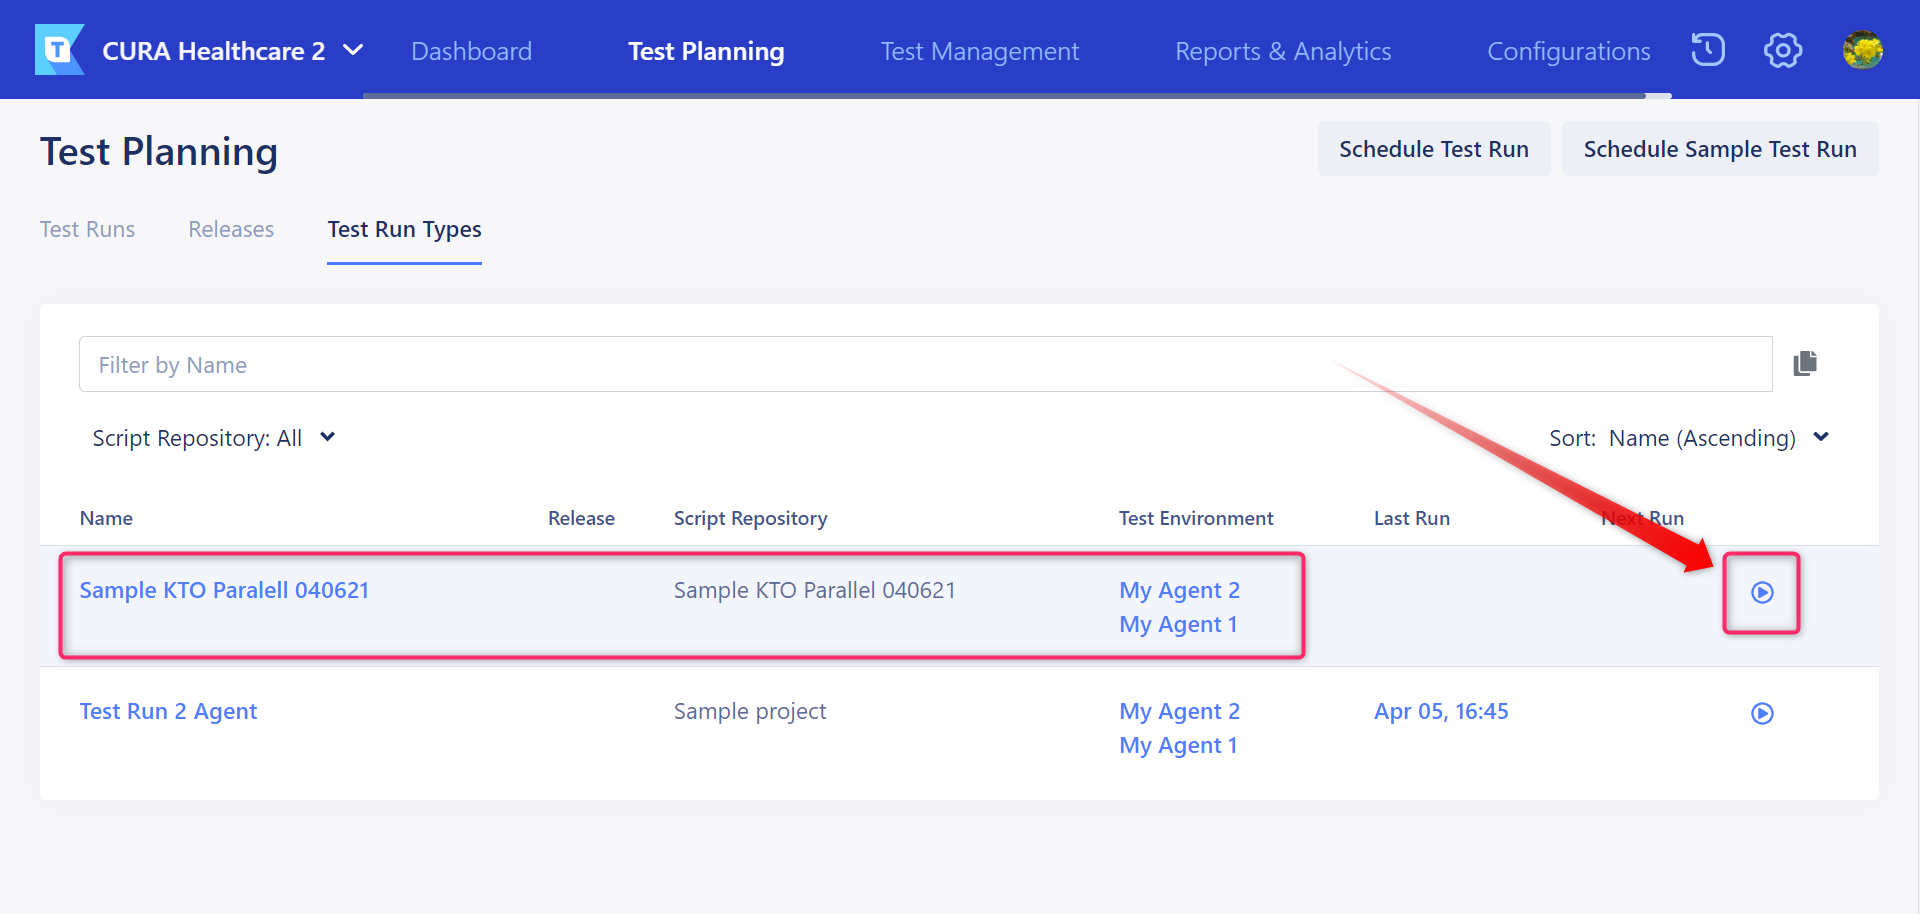 T
CURA Healthcare 2
Dashboard
Test Planning
Test Management
Reports & Analytics
Configurations
Test Planning
Schedule Test Run
Schedule Sample Test Run
Test Runs
Releases
Test Run Types
Filter by Name
Script Repository: All
Sort: Name (Ascending)
Name
Release
Script Repository
Test Environment
Last Run
Next Run
Sample KTO Paralell 040621
Sample KTO Parallel 040621
My Agent 2
My Agent 1
Test Run 2 Agent
Sample project
My Agent 2
My Agent 1
Apr 05, 16:45